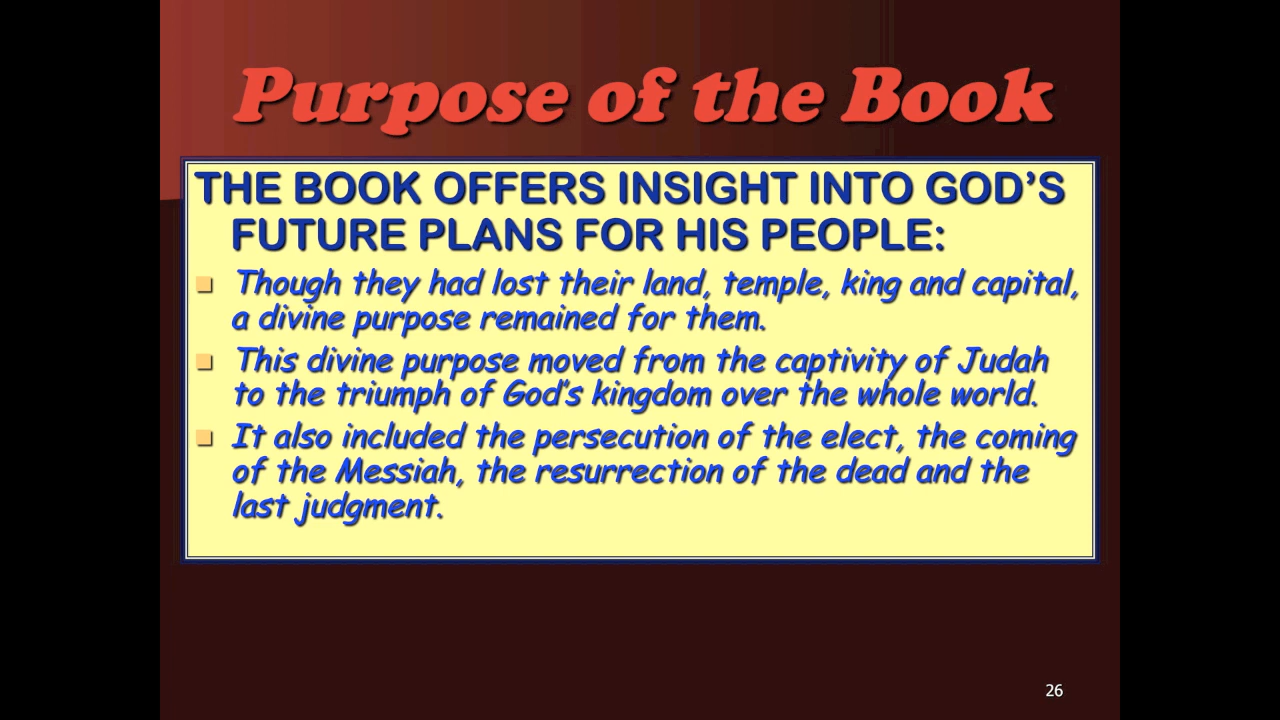 Purpose of the Book
THE BOOK OFFERS INSIGHT INTO GOD’S
FUTURE PLANS FOR HIS PEOPLE:
Though they had lost their land, temple, king and capital,
a divine purpose remained for them.
This divine purpose moved from the captivity of Judah
to the triumph of God’s kingdom over the whole world.
It also included the persecution of the elect, the coming
of the Messiah, the resurrection of the dead and the
last judgment.
26